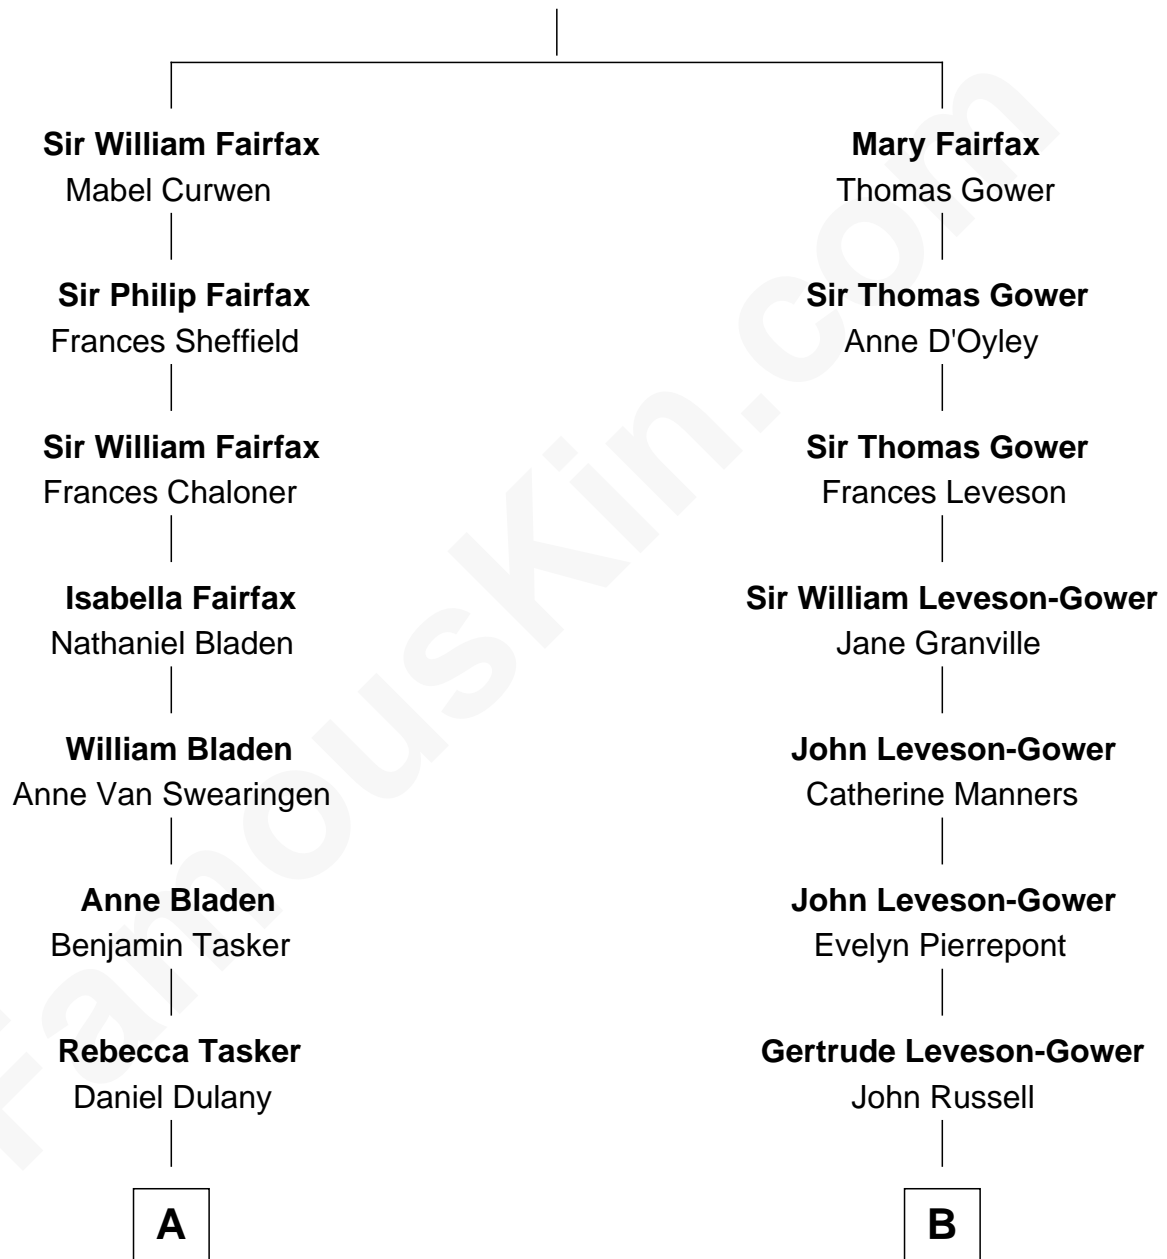 Sir William Fairfax
Mabel Curwen
Sir Philip Fairfax
Frances Sheffield
Sir William Fairfax
Frances Chaloner
Isabella Fairfax
Nathaniel Bladen
William Bladen
Anne Van Swearingen
Anne Bladen
Benjamin Tasker
Rebecca Tasker
Daniel Dulany
A
Mary Fairfax
Thomas Gower
Sir Thomas Gower
Anne D'Oyley
Sir Thomas Gower
Frances Leveson
Sir William Leveson-Gower
Jane Granville
John Leveson-Gower
Catherine Manners
John Leveson-Gower
Evelyn Pierrepont
Gertrude Leveson-Gower
John Russell
B
FamousKin.com